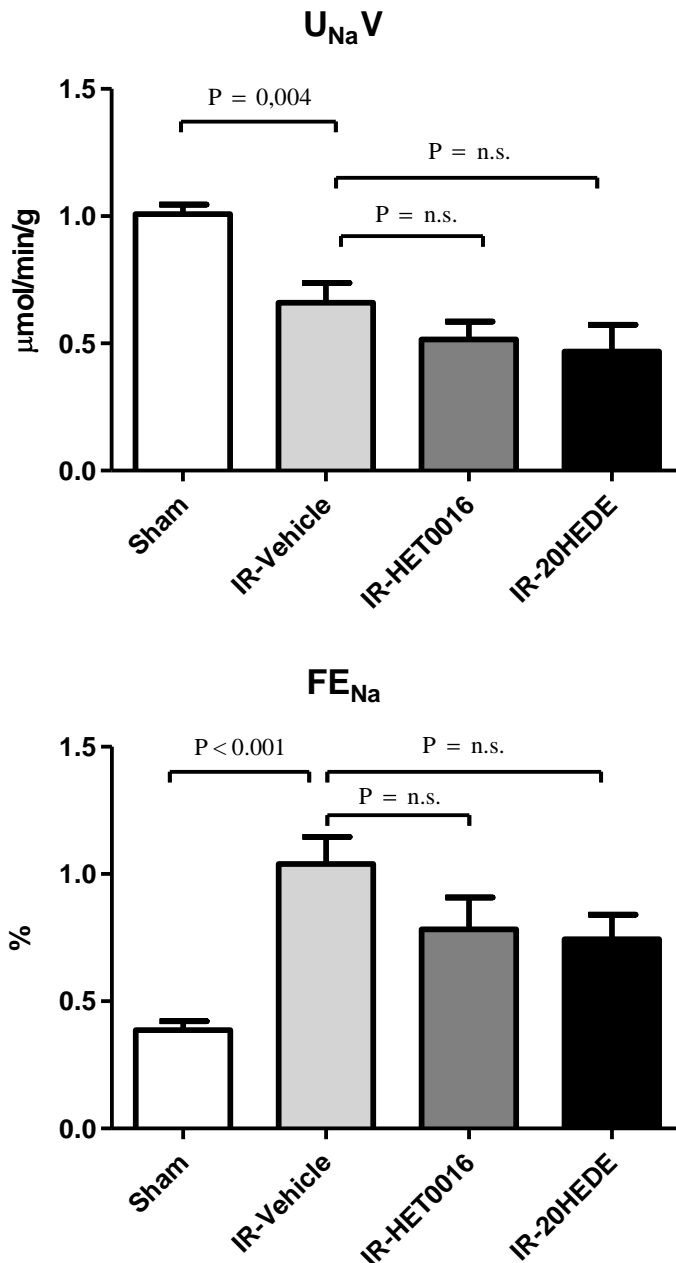 UNaV
1.5
P = 0,004
P = n.s.
P = n.s.
1.0
µmol/min/g
0.5
0.0
Sham
IR-Vehicle
IR-HET0016
IR-20HEDE
FENa
1.5
P < 0.001
P = n.s.
P = n.s.
1.0
%
0.5
0.0
Sham
IR-Vehicle
IR-HET0016
IR-20HEDE